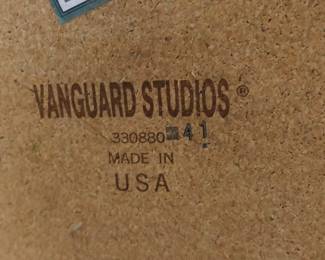 VANGUARD STUDIOS ®
330880-41
MADE IN
USA